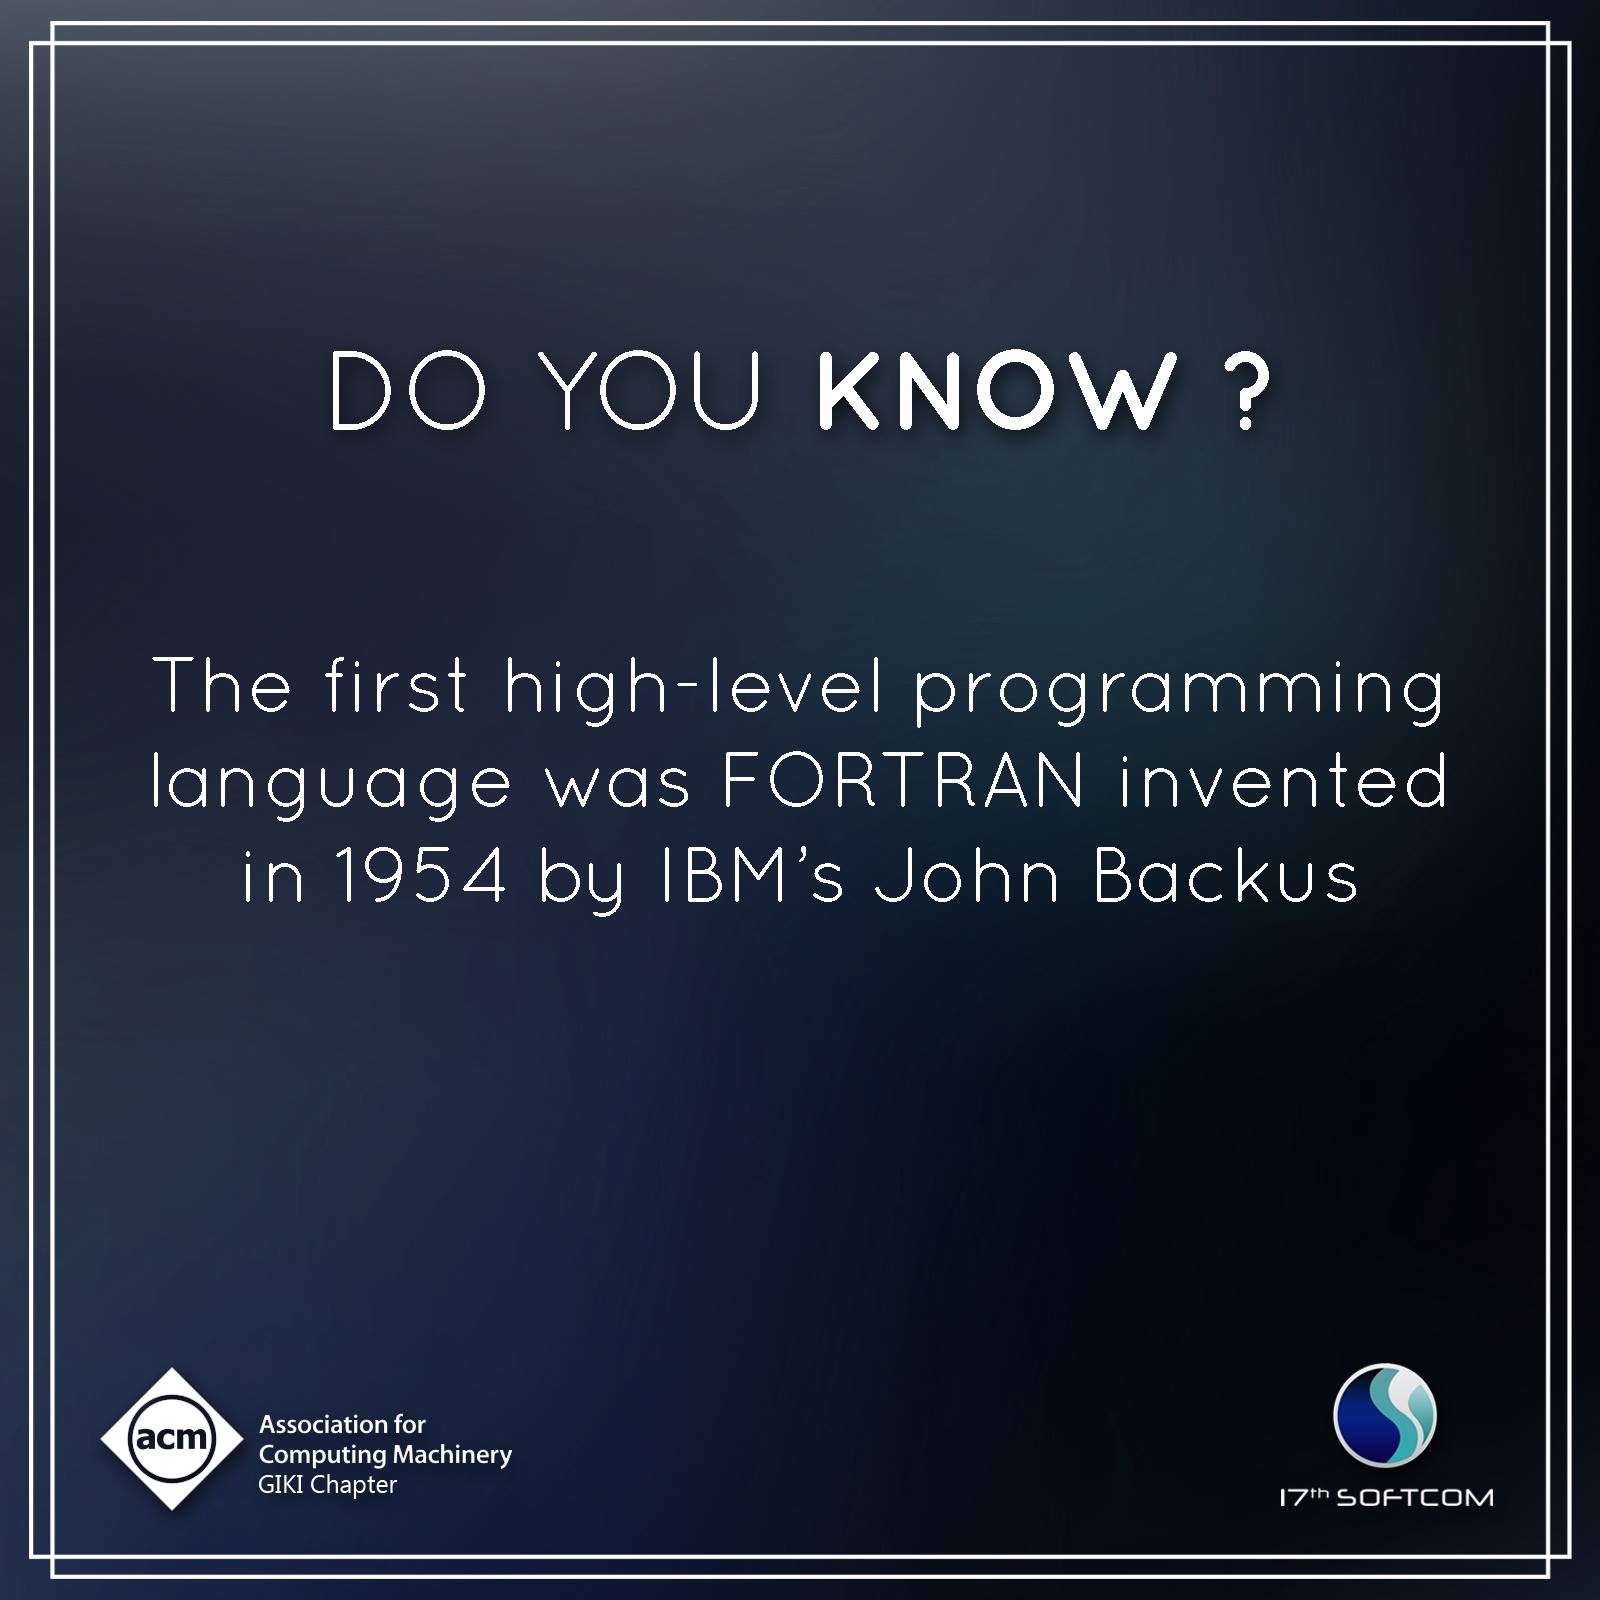 DO YOU KNOW ?
The first high-level programming
language was FORTRAN invented
in 1954 by IBM's John Backus
acm
Association for
Computing Machinery
GIKI Chapter
17th SOFTCOM